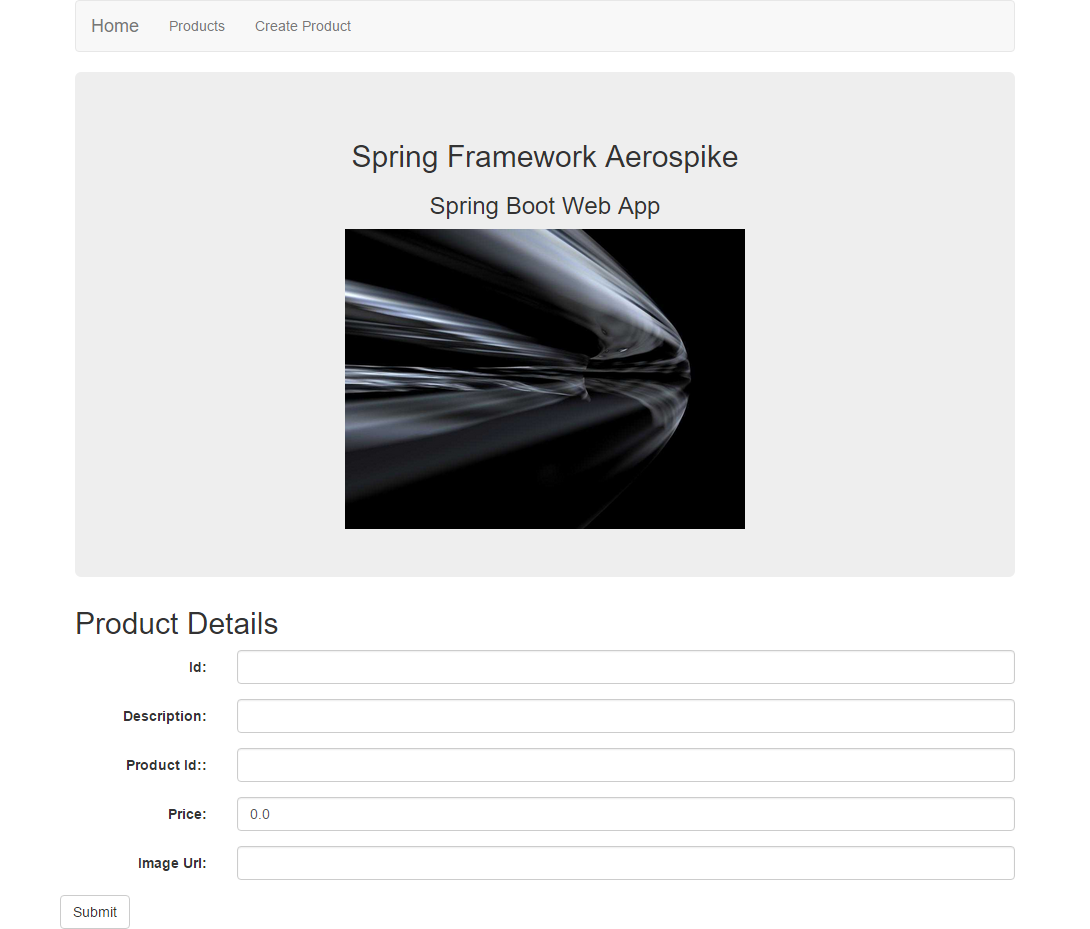 Home Products Create Product
Spring Framework Aerospike
Spring Boot Web App
Product Details
Id:
Description:
Product Id::
Price: 0.0
Image Url:
Submit